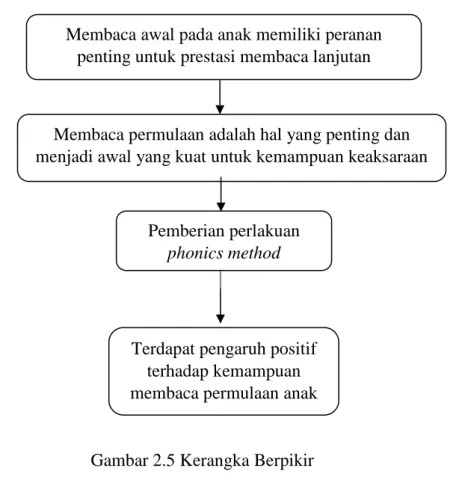 Membaca awal pada anak memiliki peranan
penting untuk prestasi membaca lanjutan
Membaca permulaan adalah hal yang penting dan
menjadi awal yang kuat untuk kemampuan keaksaraan
Pemberian perlakuan
phonics method
Terdapat pengaruh positif
terhadap kemampuan
membaca permulaan anak
Gambar 2.5 Kerangka Berpikir